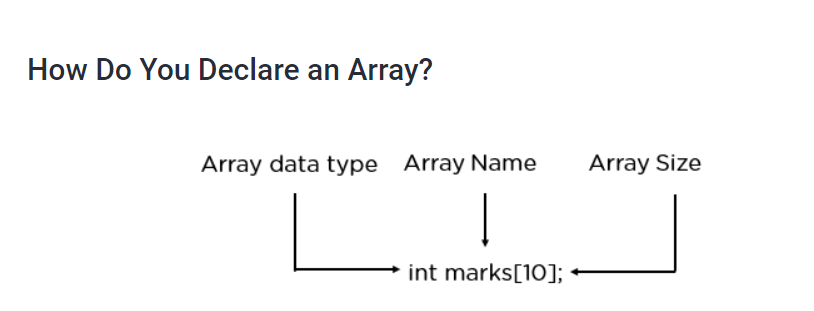 How Do You Declare an Array?
Array data type Array Name Array Size
int marks[10];